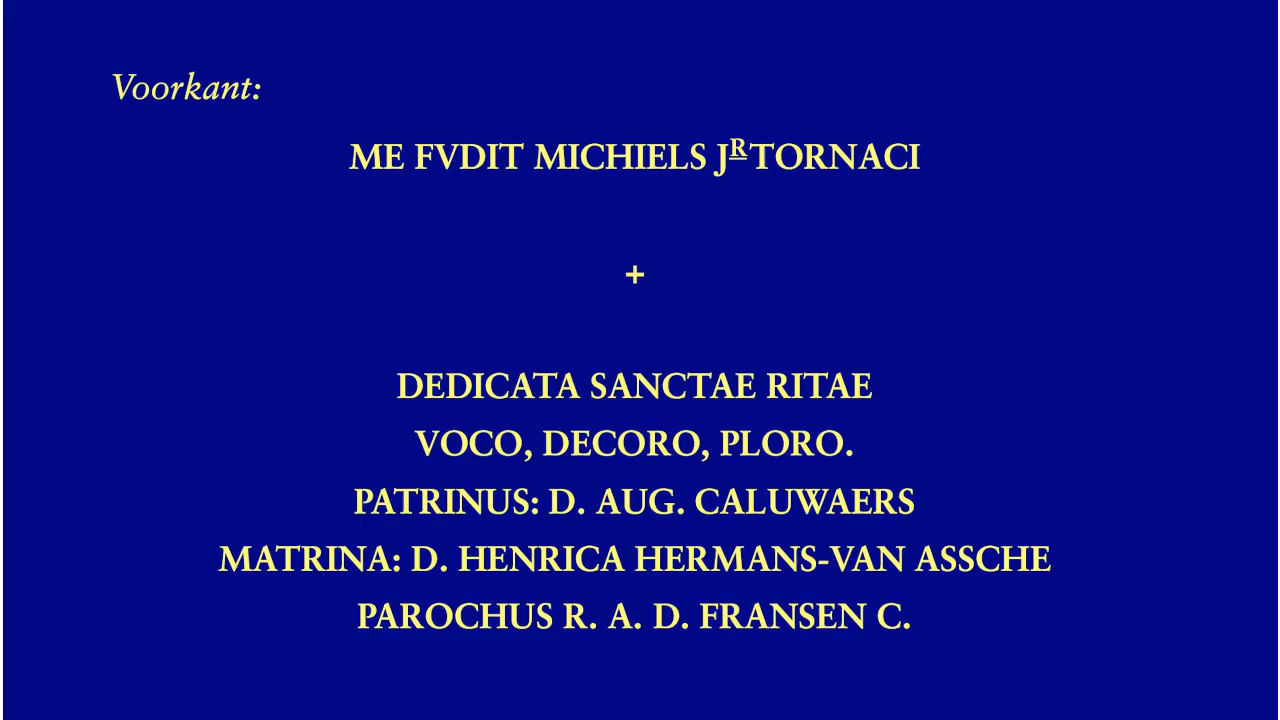 Voorkant:
ME FVDIT MICHIELS JR TORNACI
+
DEDICATA SANCTAE RITAE
VOCO, DECORO, PLORO.
PATRINUS: D. AUG. CALUWAERS
MATRINA: D. HENRICA HERMANS-VAN ASSCHE
PAROCHUS R. A. D. FRANSEN C.